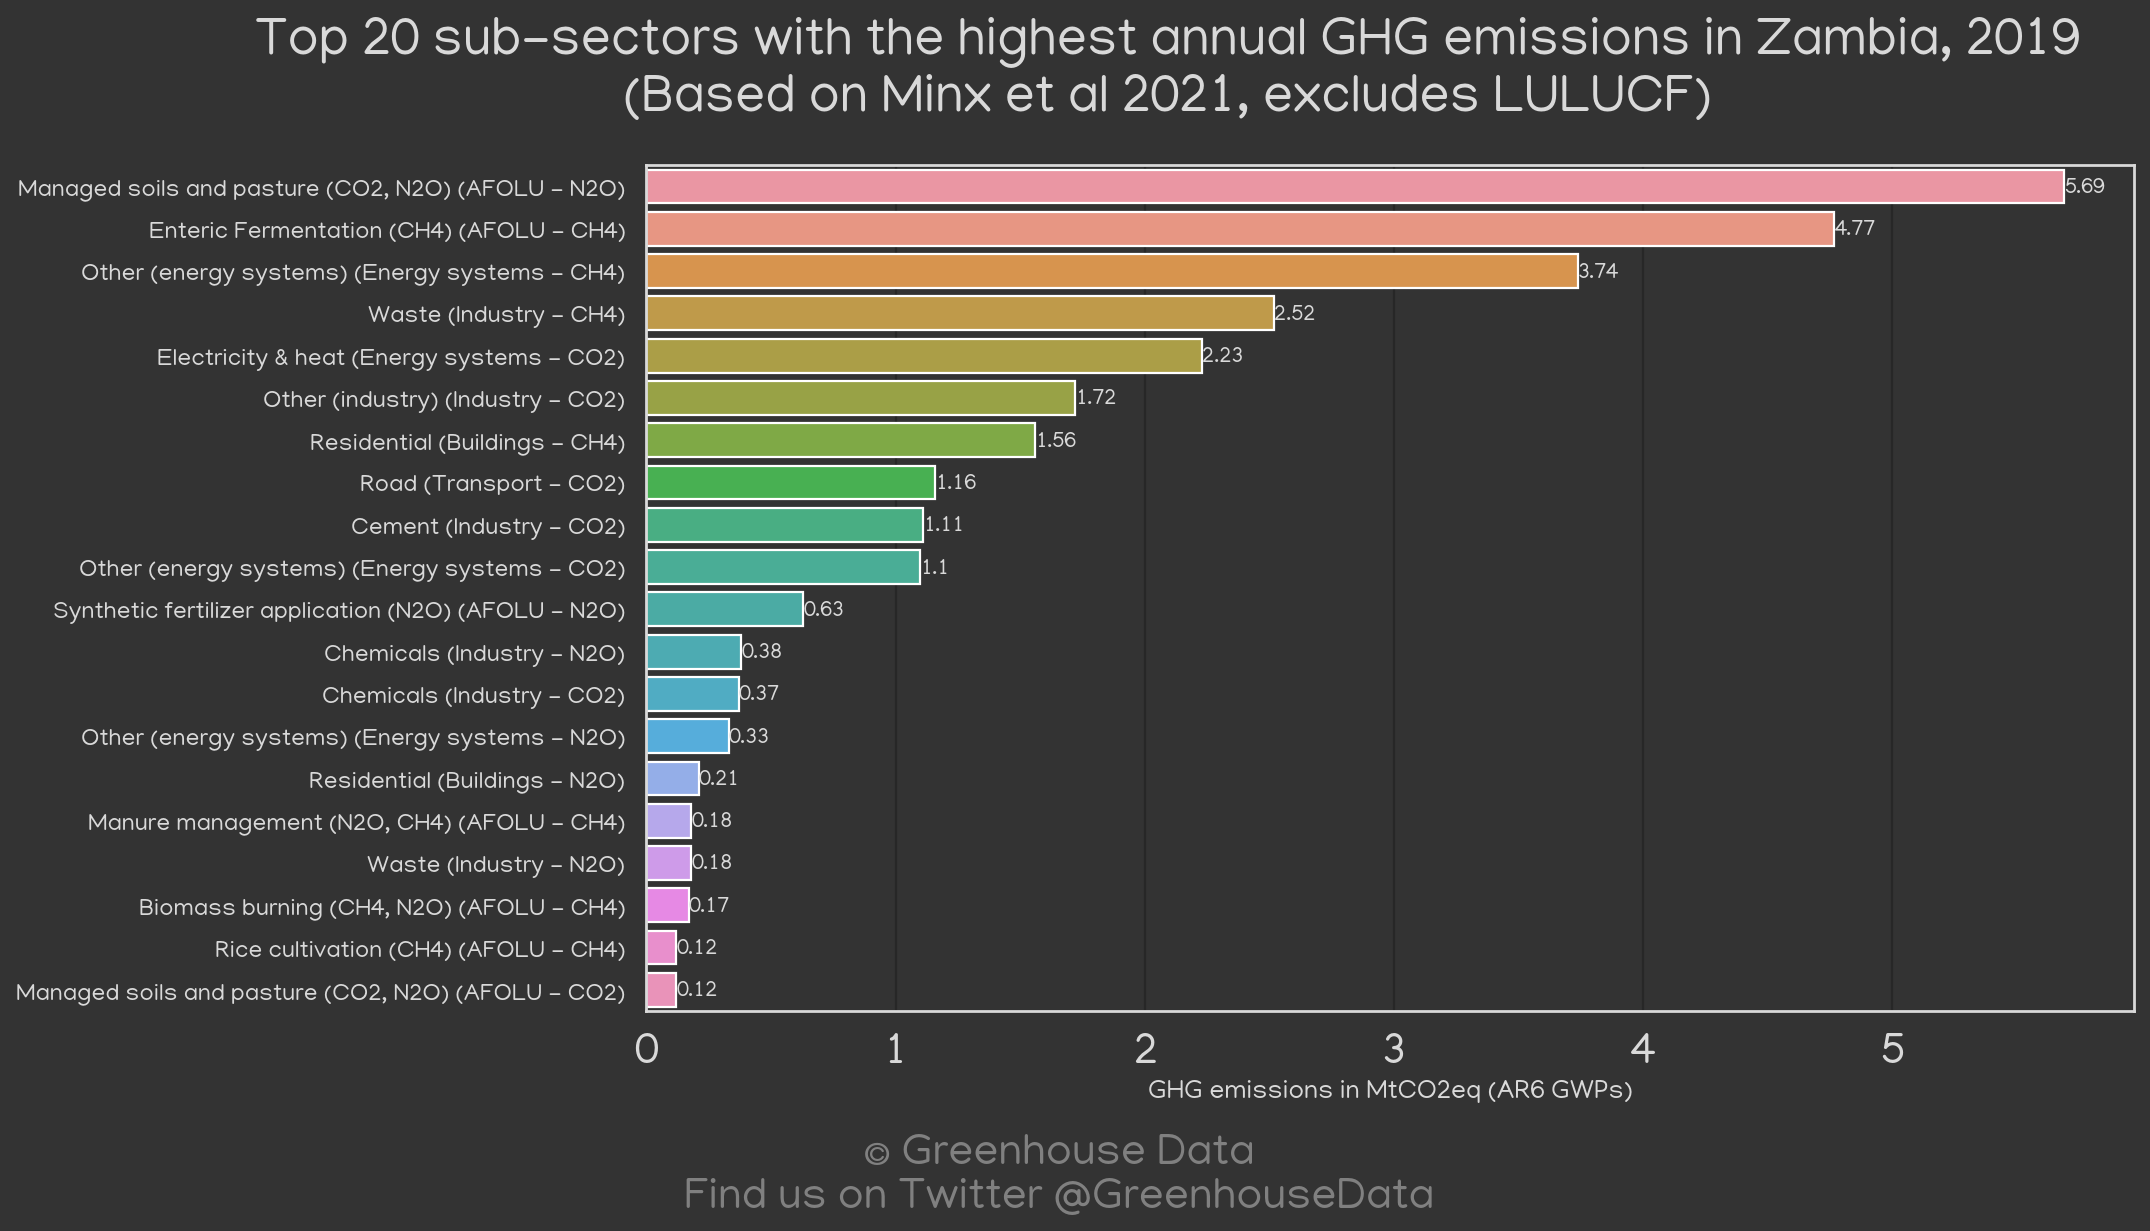 Top 20 sub-sectors with the highest annual GHG emissions in Zambia, 2019
(Based on Minx et al 2021, excludes LULUCF)
Managed soils and pasture (CO2, N2O) (AFOLU - N2O) 5.69
Enteric Fermentation (CH4) (AFOLU - CH4) 4.77
Other (energy systems) (Energy systems - CH4) 3.74
Waste (Industry - CH4) 2.52
Electricity & heat (Energy systems - CO2) 2.23
Other (industry) (Industry - CO2) 1.72
Residential (Buildings - CH4) 1.56
Road (Transport - CO2) 1.16
Cement (Industry - CO2) 1.11
Other (energy systems) (Energy systems - CO2) 1.1
Synthetic fertilizer application (N2O) (AFOLU - N2O) 0.63
Chemicals (Industry - N2O) 0.38
Chemicals (Industry - CO2) 0.37
Other (energy systems) (Energy systems - N2O) 0.33
Residential (Buildings - N2O) 0.21
Manure management (N2O, CH4) (AFOLU - CH4) 0.18
Waste (Industry - N2O) 0.18
Biomass burning (CH4, N2O) (AFOLU - CH4) 0.17
Rice cultivation (CH4) (AFOLU - CH4) 0.12
Managed soils and pasture (CO2, N2O) (AFOLU - CO2) 0.12
0 1 2 3 4 5
GHG emissions in MtCO2eq (AR6 GWPs)
© Greenhouse Data
Find us on Twitter @GreenhouseData